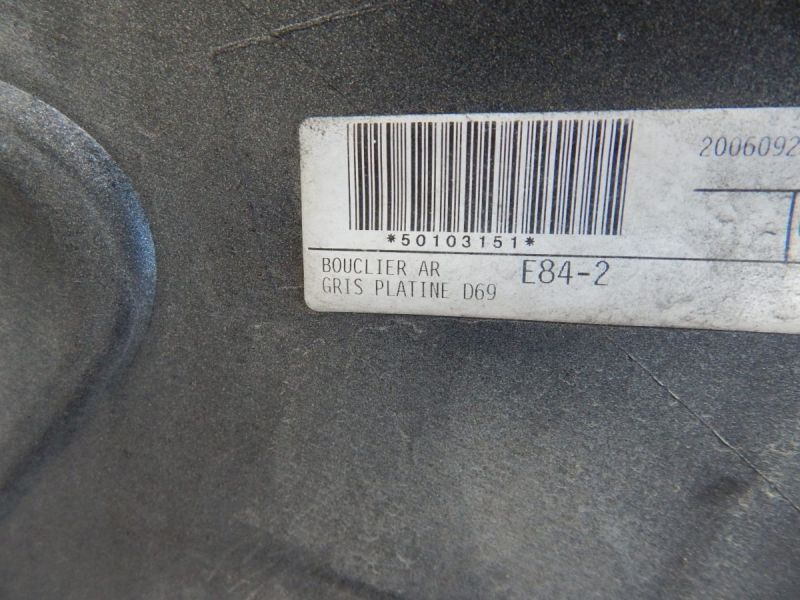 2006092
*50103151*
BOUCLIER AR E84-2
GRIS PLATINE D69